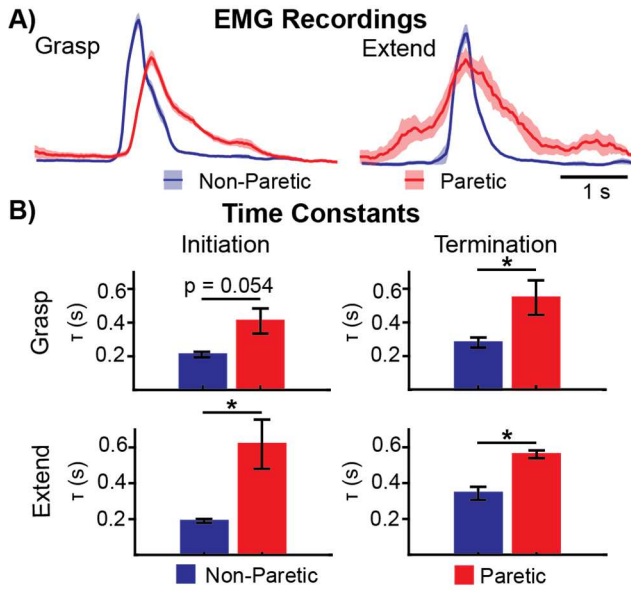 A) EMG Recordings
Grasp Extend
Non-Paretic Paretic
1 s
B) Time Constants
Initiation Termination
Grasp
τ (s)
0.6
0.4
0.2
p = 0.054
τ (s)
0.6
0.4
0.2
*
Extend
τ (s)
0.6
0.4
0.2
*
τ (s)
0.6
0.4
0.2
*
Non-Paretic Paretic